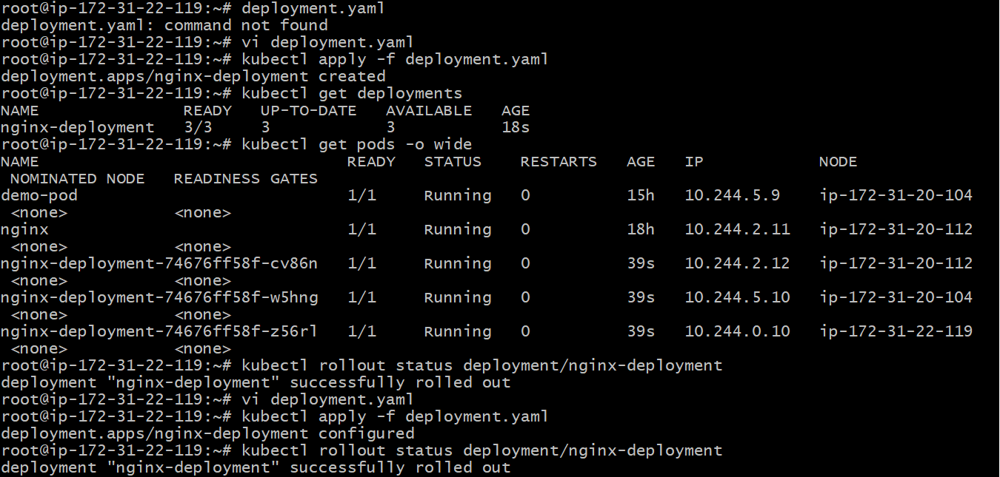 root@ip-172-31-22-119:~# deployment.yaml
deployment.yaml: command not found
root@ip-172-31-22-119:~# vi deployment.yaml
root@ip-172-31-22-119:~# kubectl apply -f deployment.yaml
deployment.apps/nginx-deployment created
root@ip-172-31-22-119:~# kubectl get deployments
NAME               READY   UP-TO-DATE   AVAILABLE   AGE
nginx-deployment   3/3     3            3           18s
root@ip-172-31-22-119:~# kubectl get pods -o wide
NAME                                READY   STATUS    RESTARTS   AGE   IP            NODE
 NOMINATED NODE   READINESS GATES
demo-pod                            1/1     Running   0          15h   10.244.5.9    ip-172-31-20-104
 <none>           <none>
nginx                               1/1     Running   0          18h   10.244.2.11   ip-172-31-20-112
 <none>           <none>
nginx-deployment-74676ff58f-cv86n   1/1     Running   0          39s   10.244.2.12   ip-172-31-20-112
 <none>           <none>
nginx-deployment-74676ff58f-w5hng   1/1     Running   0          39s   10.244.5.10   ip-172-31-20-104
 <none>           <none>
nginx-deployment-74676ff58f-z56rl   1/1     Running   0          39s   10.244.0.10   ip-172-31-22-119
 <none>           <none>
root@ip-172-31-22-119:~# kubectl rollout status deployment/nginx-deployment
deployment "nginx-deployment" successfully rolled out
root@ip-172-31-22-119:~# vi deployment.yaml
root@ip-172-31-22-119:~# kubectl apply -f deployment.yaml
deployment.apps/nginx-deployment configured
root@ip-172-31-22-119:~# kubectl rollout status deployment/nginx-deployment
deployment "nginx-deployment" successfully rolled out